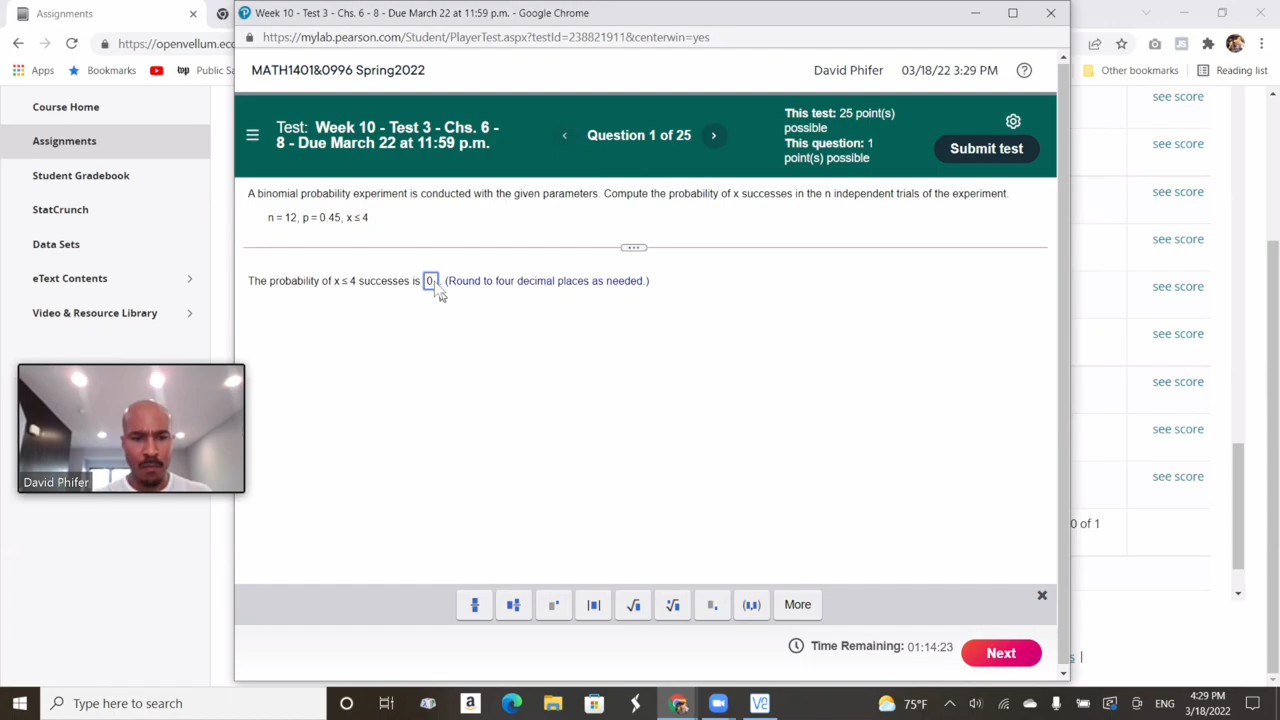 Assignments
Week 10 - Test 3 - Chs. 6 - 8 - Due March 22 at 11:59 p.m. - Google Chrome
https://openvellum.ec
https://mylab.pearson.com/Student/PlayerTest.aspx?testId=238821911&centerwin=yes
Apps
Bookmarks
Public Sa
Other bookmarks
Reading list
MATH1401&0996 Spring2022
David Phifer
03/18/22 3:29 PM
Course Home
Assignments
Student Gradebook
StatCrunch
Data Sets
eText Contents
Video & Resource Library
Test: Week 10 - Test 3 - Chs. 6 -
8 - Due March 22 at 11:59 p.m.
Question 1 of 25
This test: 25 point(s)
possible
This question: 1
point(s) possible
Submit test
A binomial probability experiment is conducted with the given parameters. Compute the probability of x successes in the n independent trials of the experiment.
n = 12, p = 0.45, x ≤ 4
The probability of x ≤ 4 successes is 0. (Round to four decimal places as needed.)
David Phifer
see score
see score
see score
see score
see score
see score
see score
see score
see score
0 of 1
More
Time Remaining: 01:14:23
Next
Type here to search
75°F
ENG
4:29 PM
3/18/2022